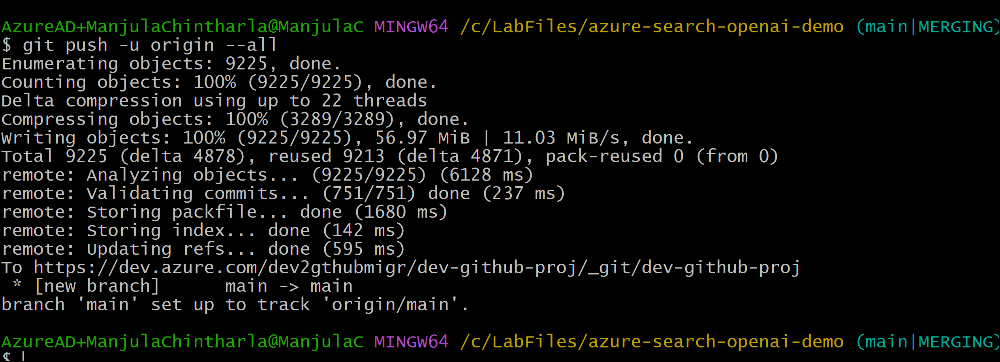 AzureAD+ManjulaChintharla@ManjulaC MINGW64 /c/LabFiles/azure-search-openai-demo (main|MERGING)
$ git push -u origin --all
Enumerating objects: 9225, done.
Counting objects: 100% (9225/9225), done.
Delta compression using up to 22 threads
Compressing objects: 100% (3289/3289), done.
Writing objects: 100% (9225/9225), 56.97 MiB | 11.03 MiB/s, done.
Total 9225 (delta 4878), reused 9213 (delta 4871), pack-reused 0 (from 0)
remote: Analyzing objects... (9225/9225) (6128 ms)
remote: Validating commits... (751/751) done (237 ms)
remote: Storing packfile... done (1680 ms)
remote: Storing index... done (142 ms)
remote: Updating refs... done (595 ms)
To https://dev.azure.com/dev2gthubmigr/dev-github-proj/_git/dev-github-proj
 * [new branch]      main -> main
branch 'main' set up to track 'origin/main'.
AzureAD+ManjulaChintharla@ManjulaC MINGW64 /c/LabFiles/azure-search-openai-demo (main|MERGING)
$